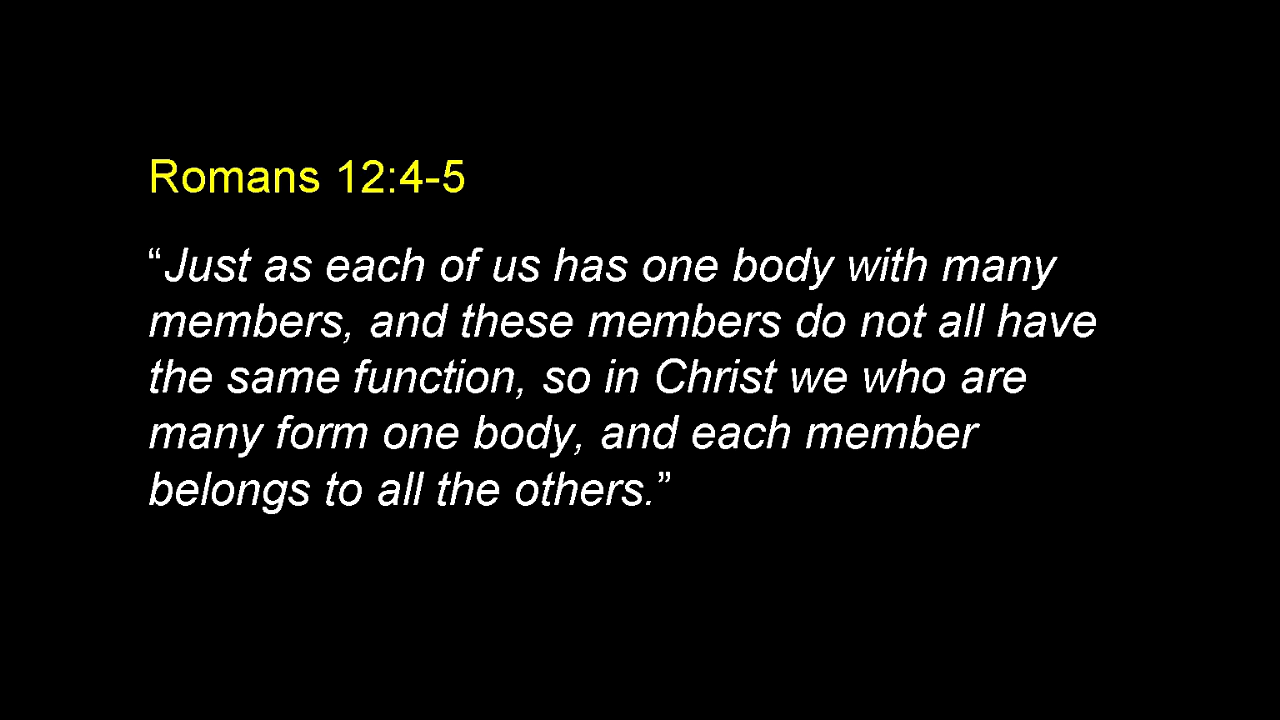 Romans 12:4-5
“Just as each of us has one body with many
members, and these members do not all have
the same function, so in Christ we who are
many form one body, and each member
belongs to all the others.”